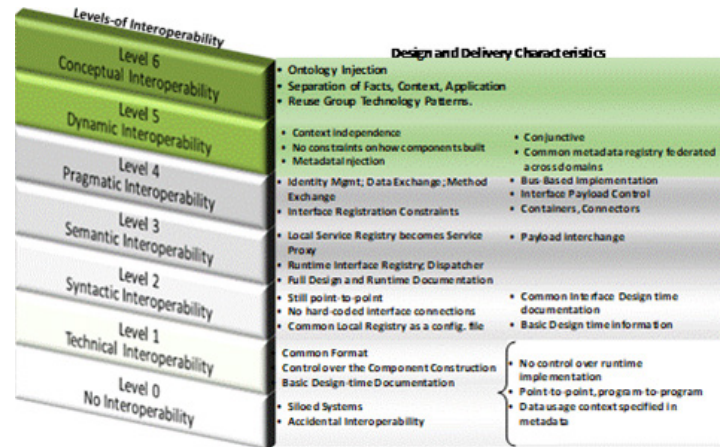 Levels-of Interoperability
Design and Delivery Characteristics
Level 6
Conceptual Interoperability
• Ontology Injection
• Separation of Facts, Context, Application
• Reuse Group Technology Patterns.
Level 5
Dynamic Interoperability
• Context Independence
• No constraints on how components built
• Metadatal njection
• Conjunctive
• Common metadata registry federated
across domains
Level 4
Pragmatic Interoperability
• Identity Mgmt; Data Exchange; Method
Exchange
• Interface Registration Constraints
• Bus-Based Implementation
• Interface Payload Control
• Containers, Connectors
Level 3
Semantic Interoperability
• Local Service Registry becomes Service
Proxy
• Runtime Interface Registry; Dispatcher
• Full Design and Runtime Documentation
• Payload Interchange
Level 2
Syntactic Interoperability
• Still point-to-point
• No hard-coded interface connections
• Common Local Registry as a config. file
• Common Interface Design time
documentation
• Basic Design time information
Level 1
Technical Interoperability
Common Format
Control over the Component Construction
Basic Design-time Documentation
• No control over runtime
implementation
• Point-to-point, program-to-program
• Data usage context specified in
metadata
Level 0
No Interoperability
• Siloed Systems
• Accidental Interoperability